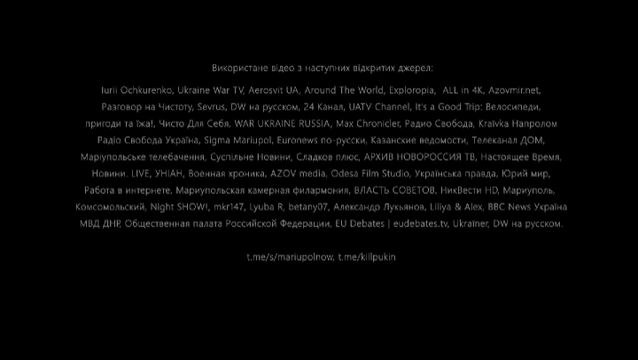 Використане відео з наступних відкритих джерел:
Iurii Ochkurenko, Ukraine War TV, Aerosvit UA, Around The World, Exploropia, ALL in 4K, Azovmir.net,
Разговор на Чистоту, Sevrus, DW на русском, 24 Канал, UATV Channel, It's a Good Trip: Велосипеди,
пригоди та їжа!, Чисто Для Себя, WAR UKRAINE RUSSIA, Max Chronicler, Радио Свобода, Kraїvka Напролом
Радіо Свобода Україна, Sigma Mariupol, Euronews по-русски, Казанские ведомости, Телеканал ДОМ,
Маріупольське телебачення, Суспільне Новини, Сладков плюс, АРХИВ НОВОРОССИЯ ТВ, Настоящее Время,
Новини. LIVE, УНІАН, Военная хроника, AZOV media, Odesa Film Studio, Українська правда, Юрий мир,
Работа в интернете, Мариупольская камерная филармония, ВЛАСТЬ СОВЕТОВ, НикВести HD, Мариуполь,
Комсомольский, Night SHOW!, mkr147, Lyuba R, betany07, Александр Лукьянов, Liliya & Alex, BBC News Україна
МВД ДНР, Общественная палата Российской Федерации, EU Debates | eudebates.tv, Ukraїner, DW на русском.
t.me/s/mariupolnow, t.me/killpukin